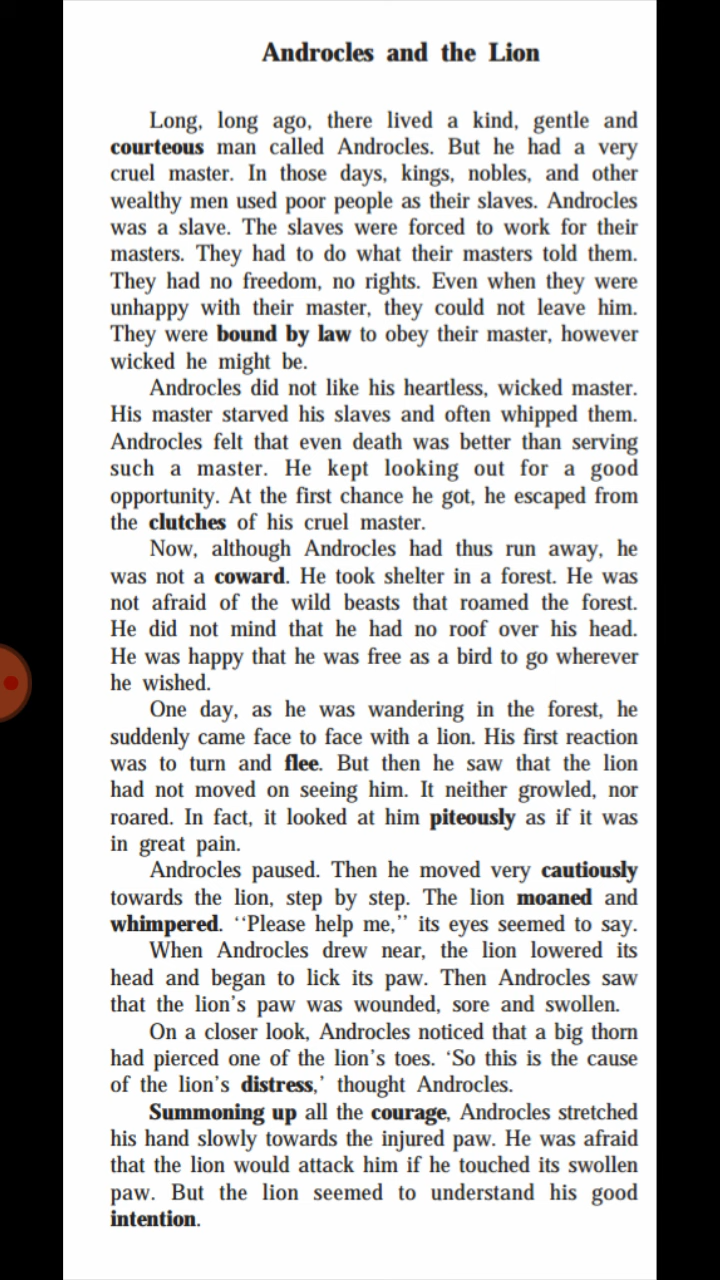 Androcles and the Lion
Long, long ago, there lived a kind, gentle and
courteous man called Androcles. But he had a very
cruel master. In those days, kings, nobles, and other
wealthy men used poor people as their slaves. Androcles
was a slave. The slaves were forced to work for their
masters. They had to do what their masters told them.
They had no freedom, no rights. Even when they were
unhappy with their master, they could not leave him.
They were bound by law to obey their master, however
wicked he might be.
Androcles did not like his heartless, wicked master.
His master starved his slaves and often whipped them.
Androcles felt that even death was better than serving
such a master. He kept looking out for a good
opportunity. At the first chance he got, he escaped from
the clutches of his cruel master.
Now, although Androcles had thus run away, he
was not a coward. He took shelter in a forest. He was
not afraid of the wild beasts that roamed the forest.
He did not mind that he had no roof over his head.
He was happy that he was free as a bird to go wherever
he wished.
One day, as he was wandering in the forest, he
suddenly came face to face with a lion. His first reaction
was to turn and flee. But then he saw that the lion
had not moved on seeing him. It neither growled, nor
roared. In fact, it looked at him piteously as if it was
in great pain.
Androcles paused. Then he moved very cautiously
towards the lion, step by step. The lion moaned and
whimpered. ‘‘Please help me,’’ its eyes seemed to say.
When Androcles drew near, the lion lowered its
head and began to lick its paw. Then Androcles saw
that the lion’s paw was wounded, sore and swollen.
On a closer look, Androcles noticed that a big thorn
had pierced one of the lion’s toes. ‘So this is the cause
of the lion’s distress,’ thought Androcles.
Summoning up all the courage, Androcles stretched
his hand slowly towards the injured paw. He was afraid
that the lion would attack him if he touched its swollen
paw. But the lion seemed to understand his good
intention.